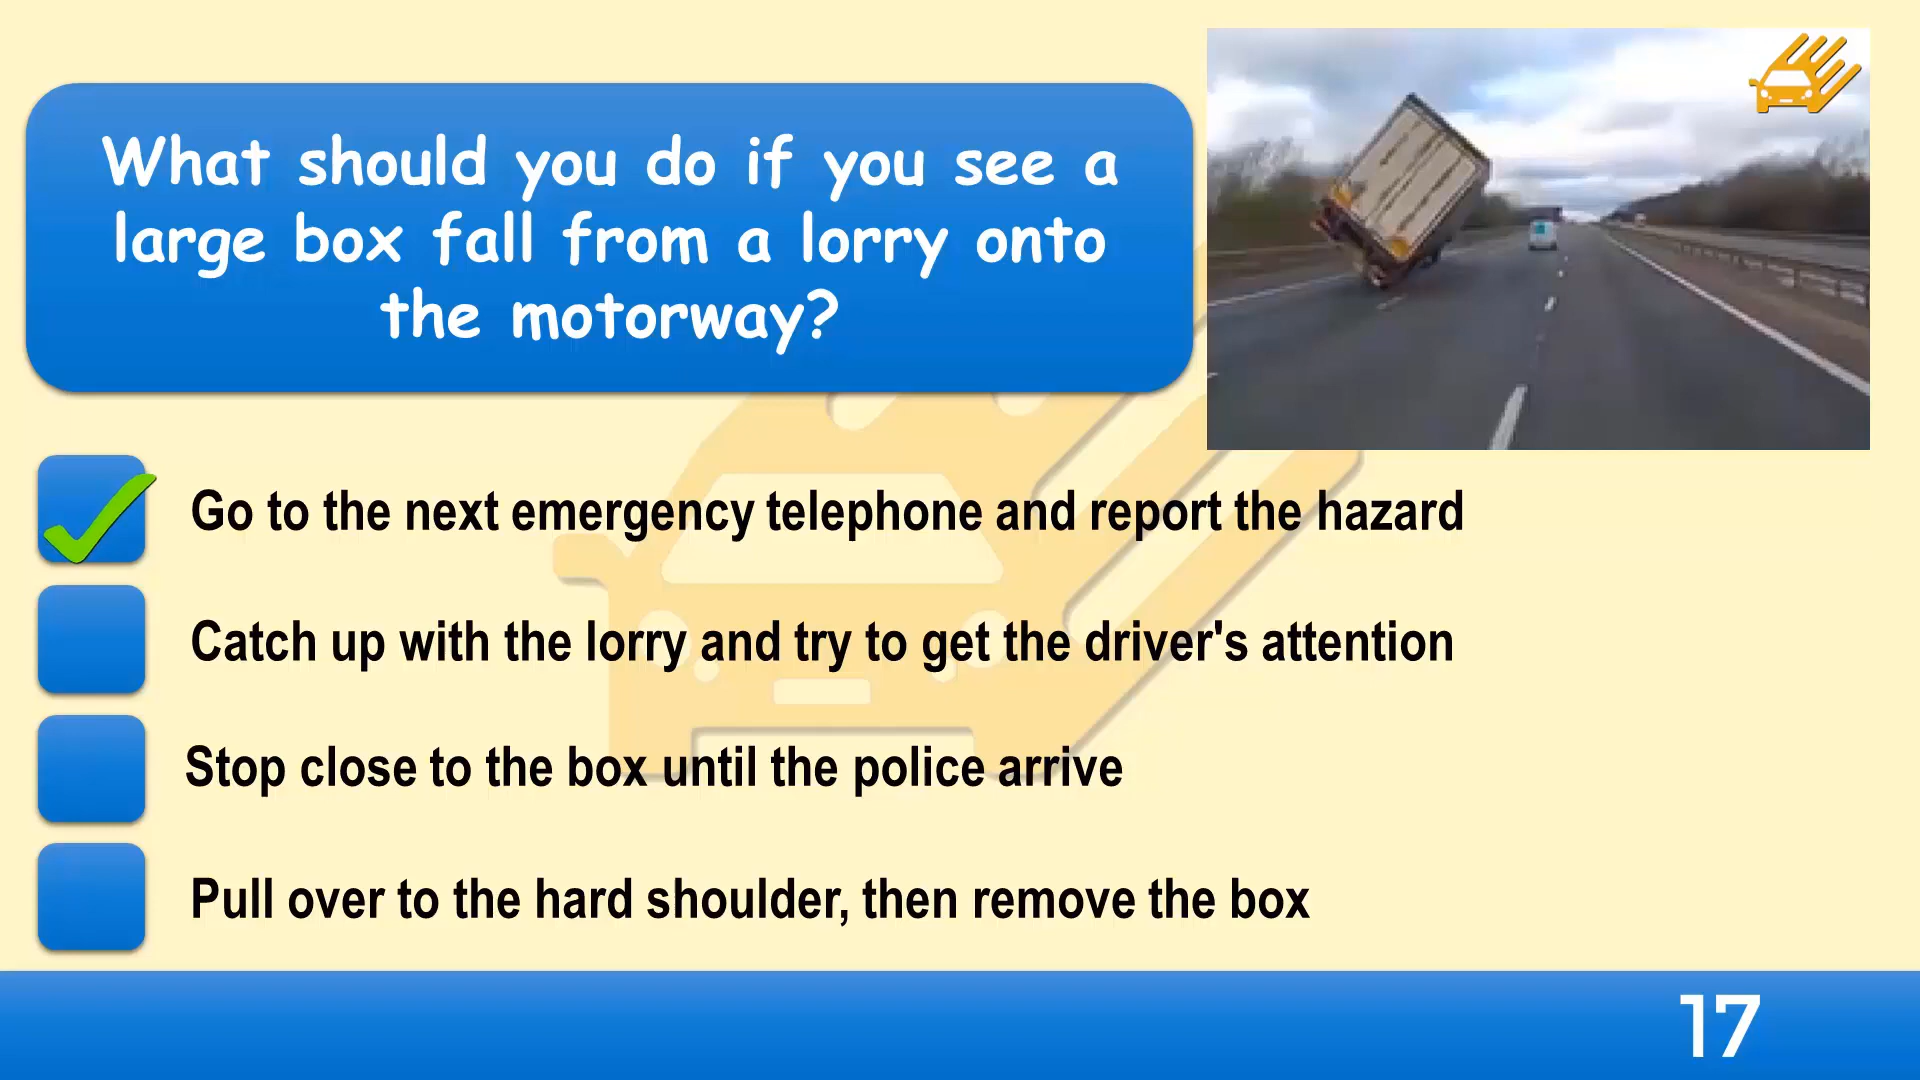 What should you do if you see a
large box fall from a lorry onto
the motorway?
Go to the next emergency telephone and report the hazard
Catch up with the lorry and try to get the driver's attention
Stop close to the box until the police arrive
Pull over to the hard shoulder, then remove the box
17